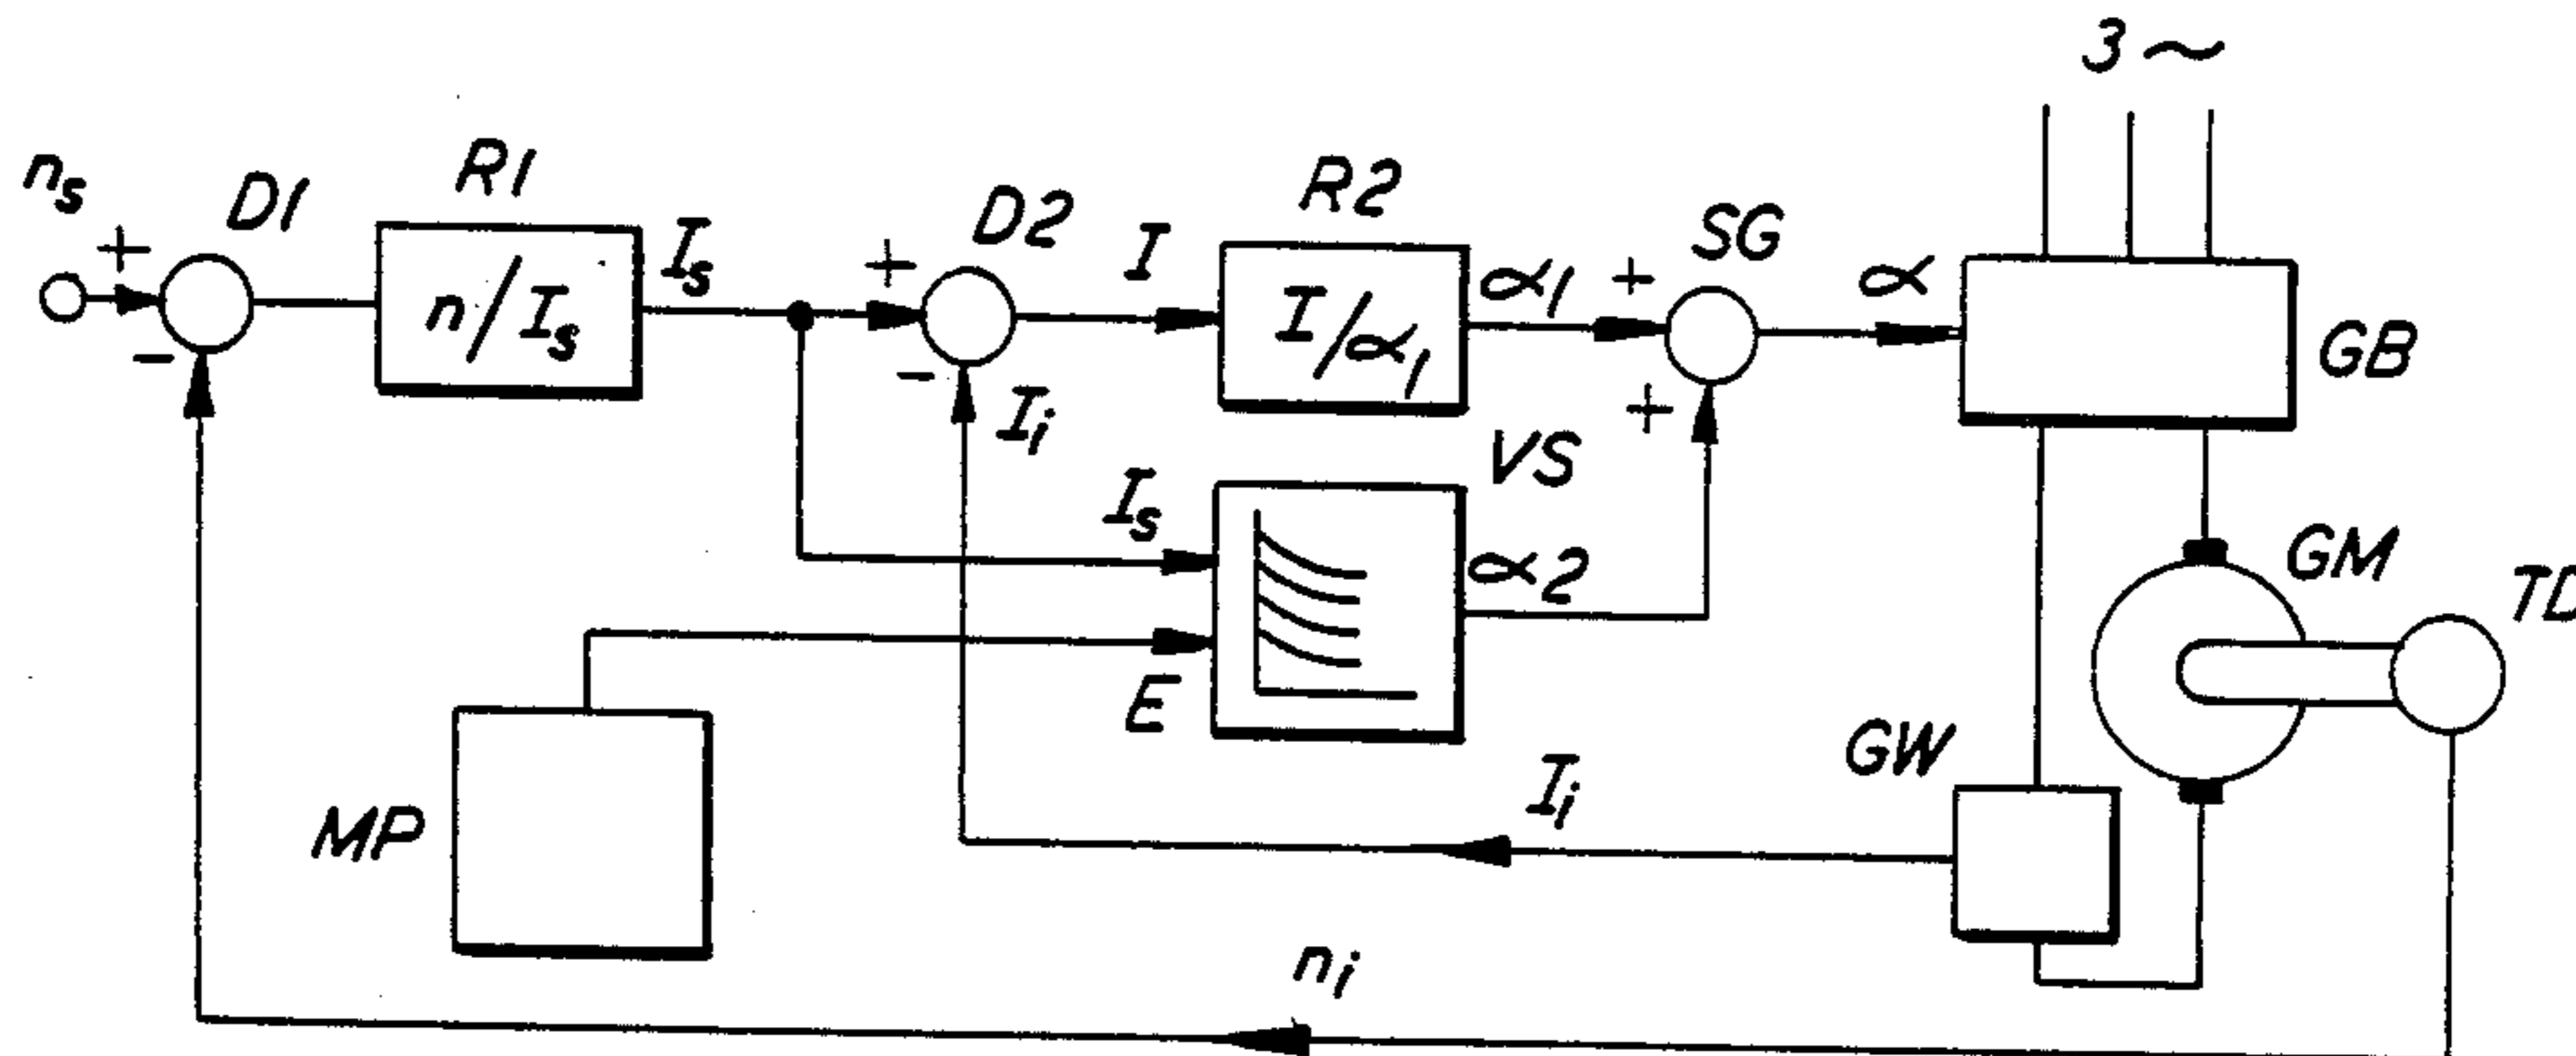 3 ~
n_s
+
-
D1
R1
n/I_s
I_s
+
-
D2
I
R2
I/α_1
α_1
+
+
SG
α
GB
I_i
I_s
VS
α2
E
GM
TD
MP
GW
I_i
n_i